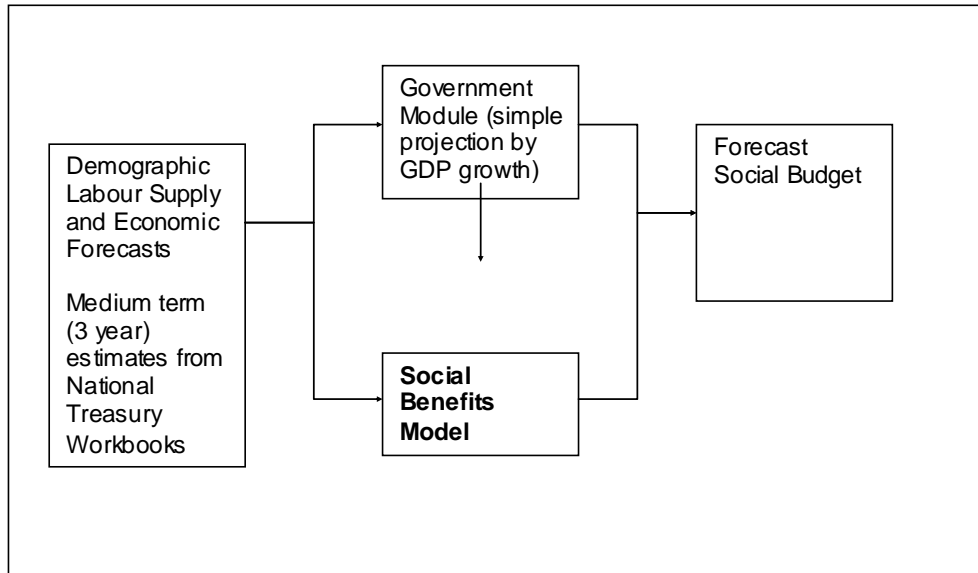 Demographic
Labour Supply
and Economic
Forecasts
Medium term
(3 year)
estimates from
National
Treasury
Workbooks
Government
Module (simple
projection by
GDP growth)
Social
Benefits
Model
Forecast
Social Budget